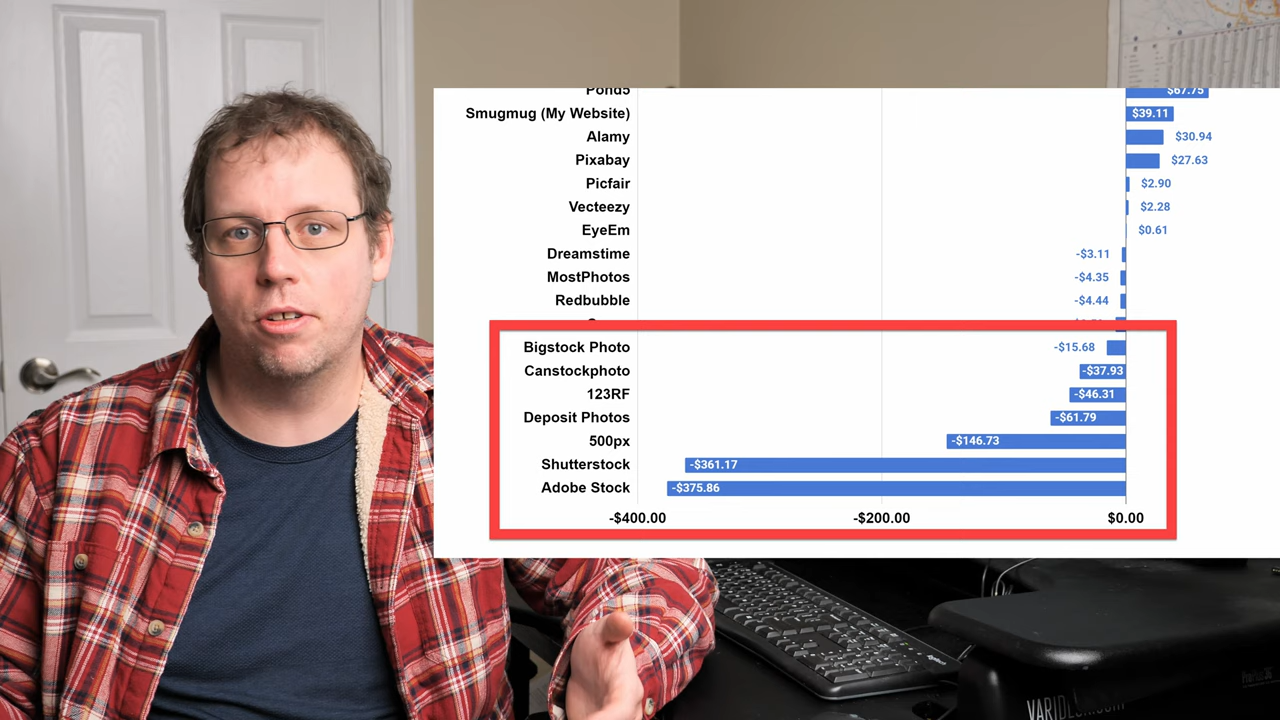 Pond5 $67.75
Smugmug (My Website) $39.11
Alamy $30.94
Pixabay $27.63
Picfair $2.90
Vecteezy $2.28
EyeEm $0.61
Dreamstime -$3.11
MostPhotos -$4.35
Redbubble -$4.44
Bigstock Photo -$15.68
Canstockphoto -$37.93
123RF -$46.31
Deposit Photos -$61.79
500px -$146.73
Shutterstock -$361.17
Adobe Stock -$375.86
-$400.00 -$200.00 $0.00